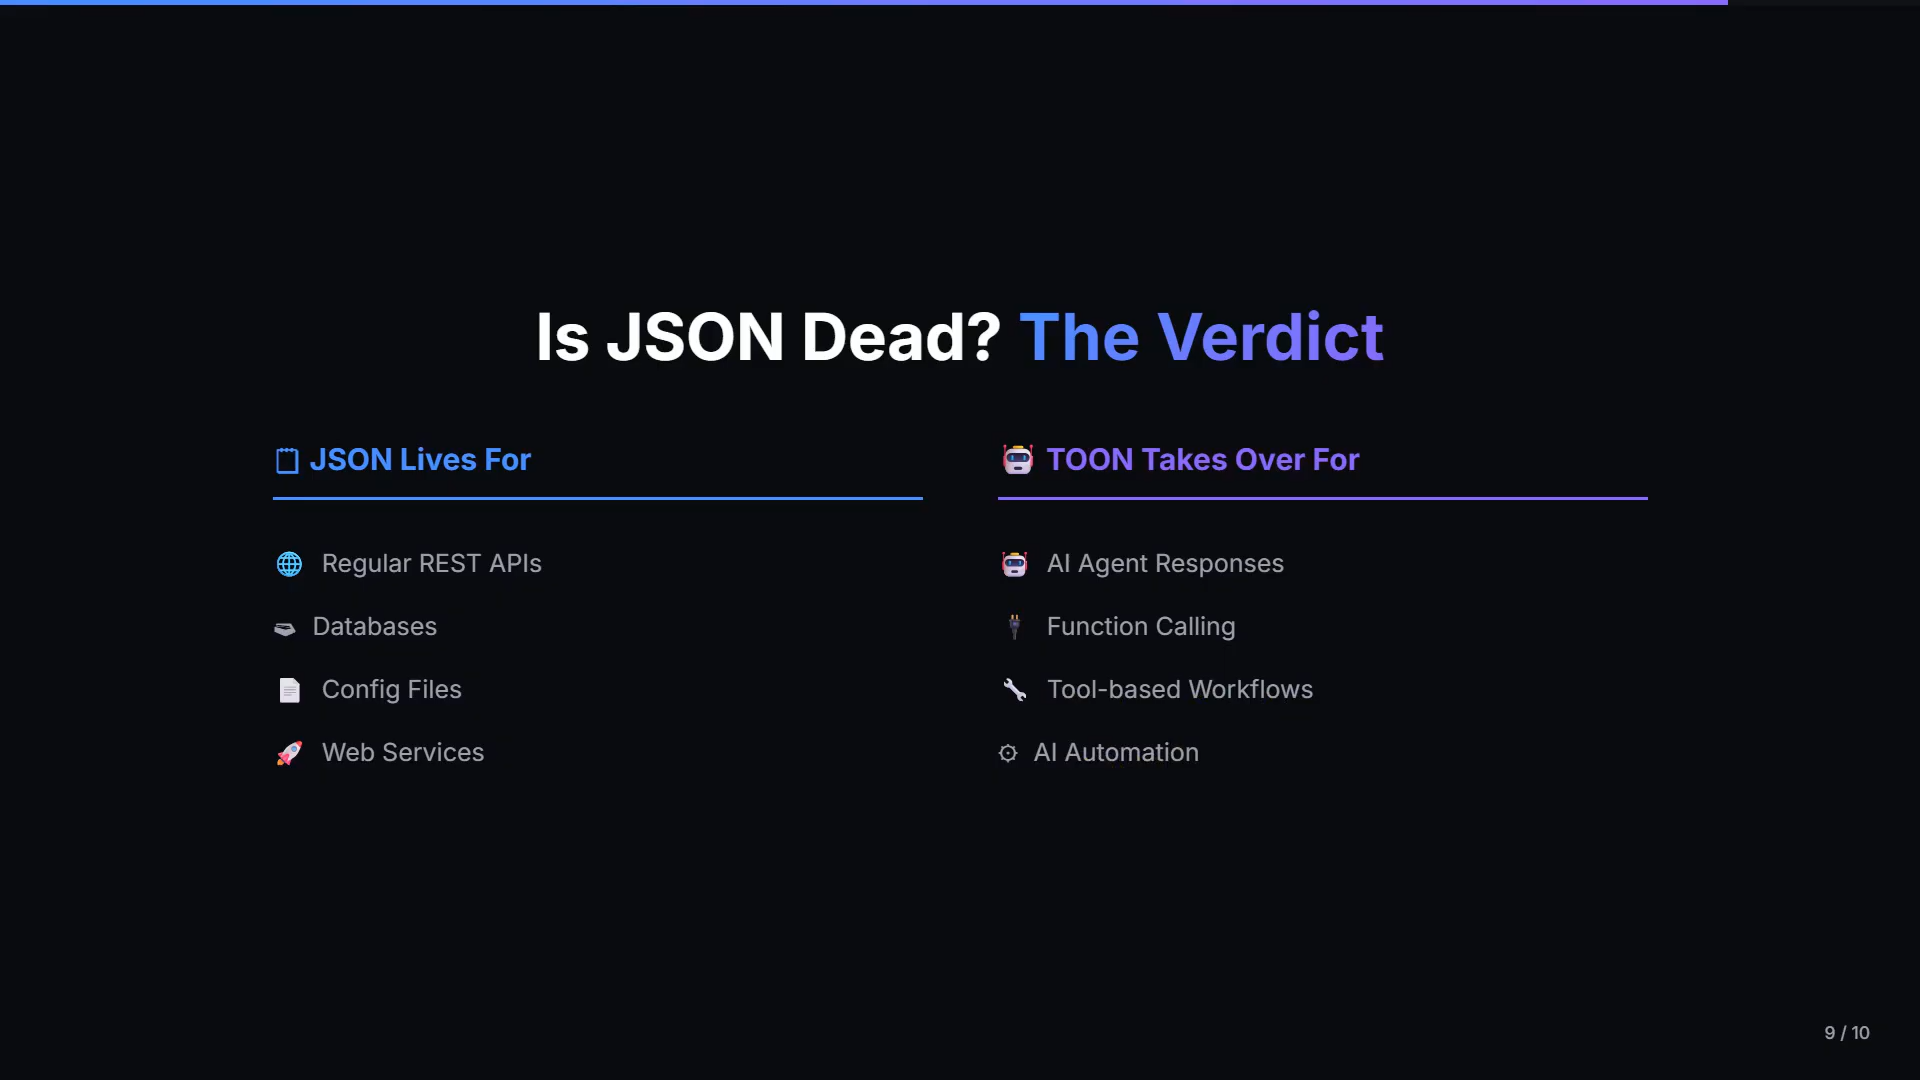 Is JSON Dead? The Verdict
JSON Lives For
Regular REST APIs
Databases
Config Files
Web Services
TOON Takes Over For
AI Agent Responses
Function Calling
Tool-based Workflows
AI Automation
9 / 10